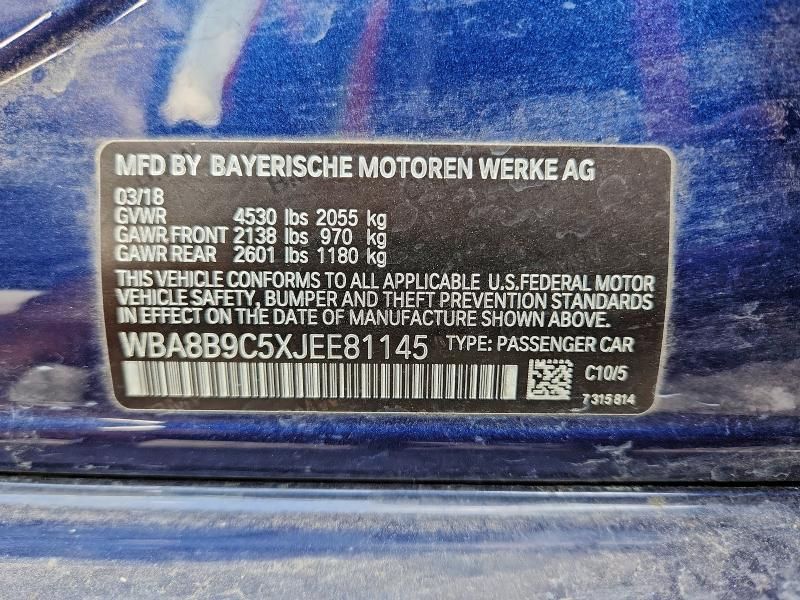 MFD BY BAYERISCHE MOTOREN WERKE AG
03/18
GVWR 4530 lbs 2055 kg
GAWR FRONT 2138 lbs 970 kg
GAWR REAR 2601 lbs 1180 kg
THIS VEHICLE CONFORMS TO ALL APPLICABLE U.S.FEDERAL MOTOR
VEHICLE SAFETY, BUMPER AND THEFT PREVENTION STANDARDS
IN EFFECT ON THE DATE OF MANUFACTURE SHOWN ABOVE.
WBA8B9C5XJEE81145 TYPE: PASSENGER CAR
C10/5
7 315 814